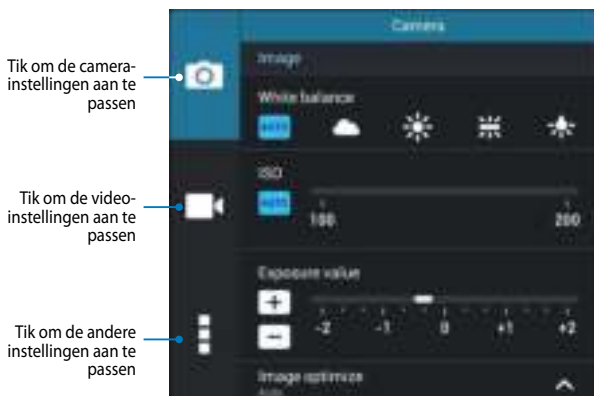 Camera
Tik om de camera-
instellingen aan te
passen
Image
White balance
AUTO
ISO
Tik om de video-
instellingen aan te
passen
AUTO
100
200
Exposure value
+
−
-2 -1 0 +1 +2
Tik om de andere
instellingen aan te
passen
Image optimize